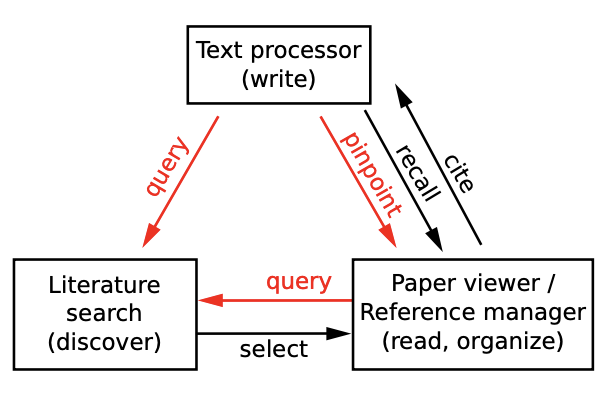 Text processor
(write)
query
pinpoint
recall
cite
Literature
search
(discover)
query
select
Paper viewer /
Reference manager
(read, organize)